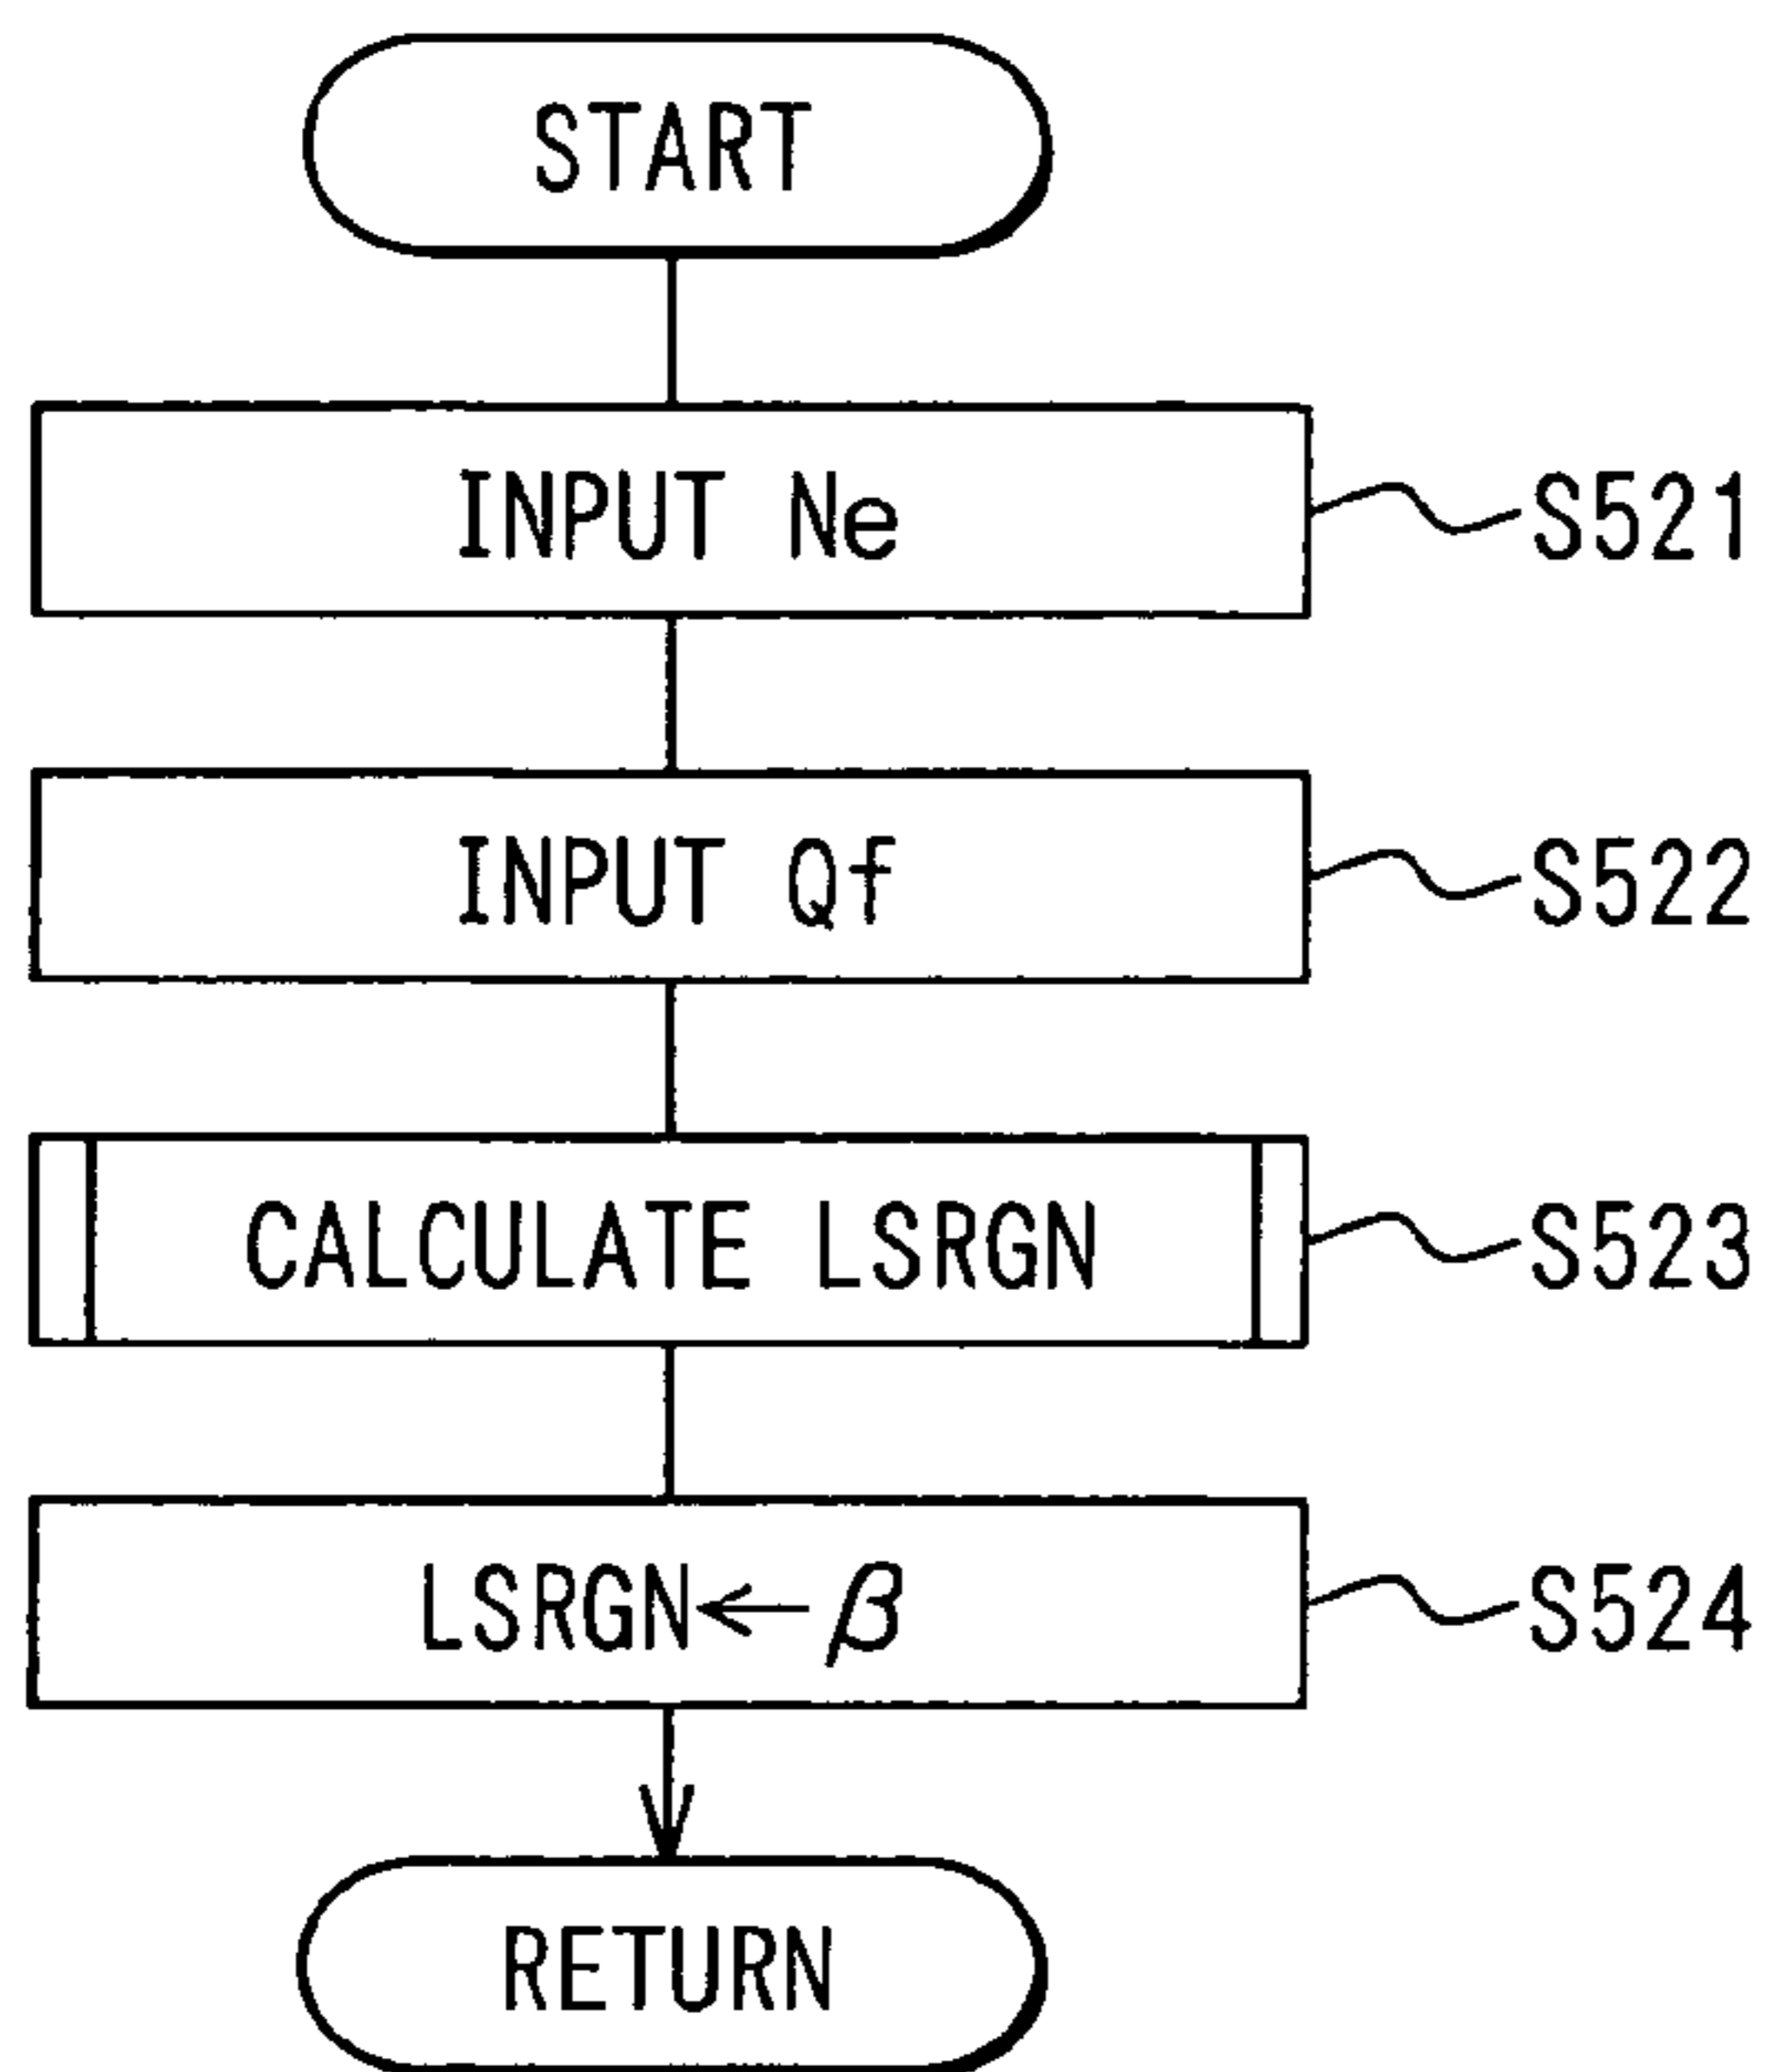 START
INPUT Ne
S521
INPUT Qf
S522
CALCULATE LSRGN
S523
LSRGN←β
S524
RETURN